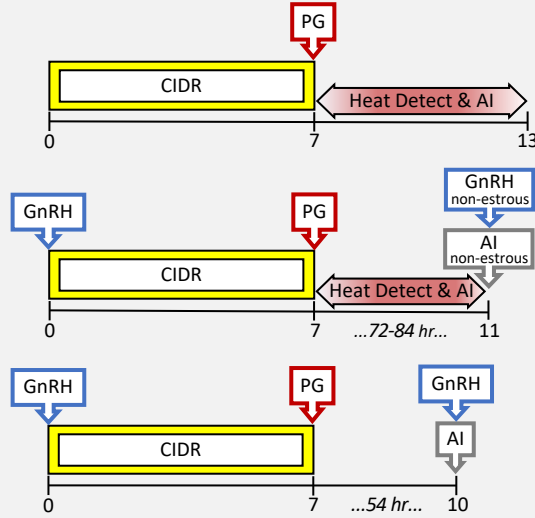 PG
CIDR
Heat Detect & AI
0
7
13
GnRH
PG
GnRH
non-estrous
AI
non-estrous
CIDR
Heat Detect & AI
0
7
...72-84 hr...
11
GnRH
PG
GnRH
CIDR
AI
0
7
...54 hr...
10